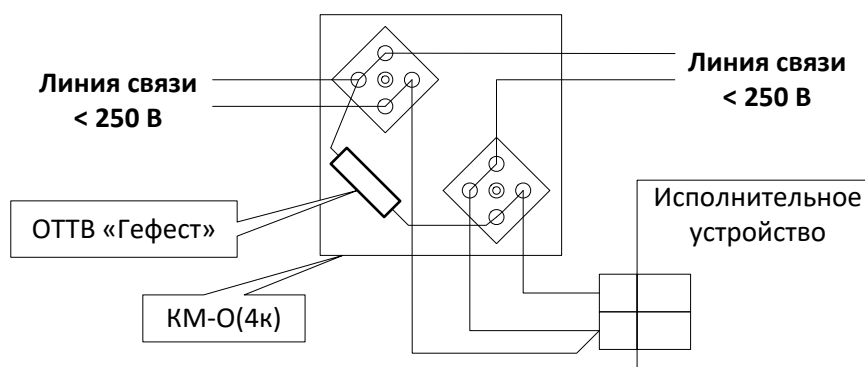 Линия связи
< 250 В
Линия связи
< 250 В
ОТТВ «Гефест»
Исполнительное
устройство
КМ-О(4к)